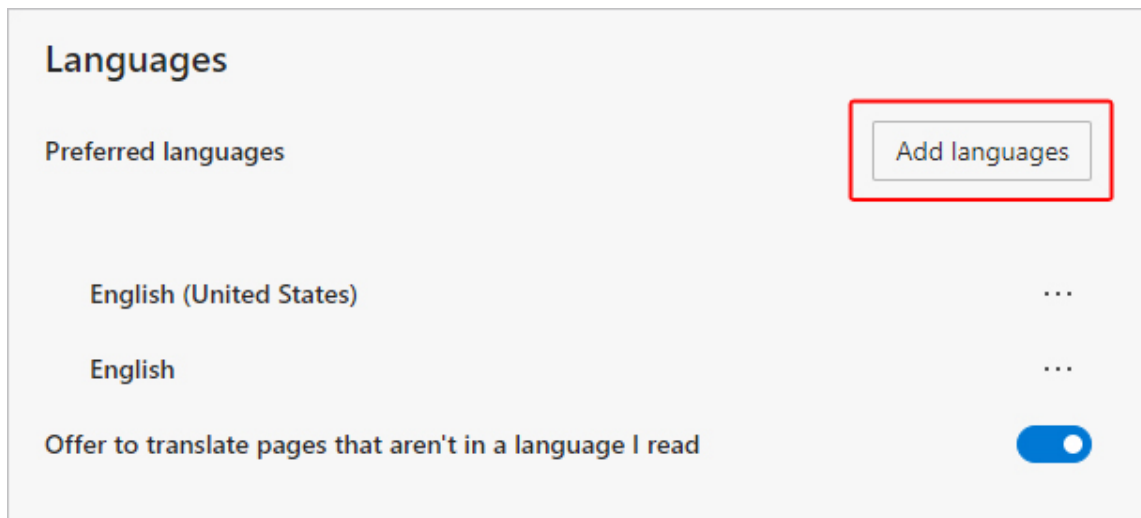 Languages
Preferred languages
Add languages
English (United States)
...
English
...
Offer to translate pages that aren't in a language I read